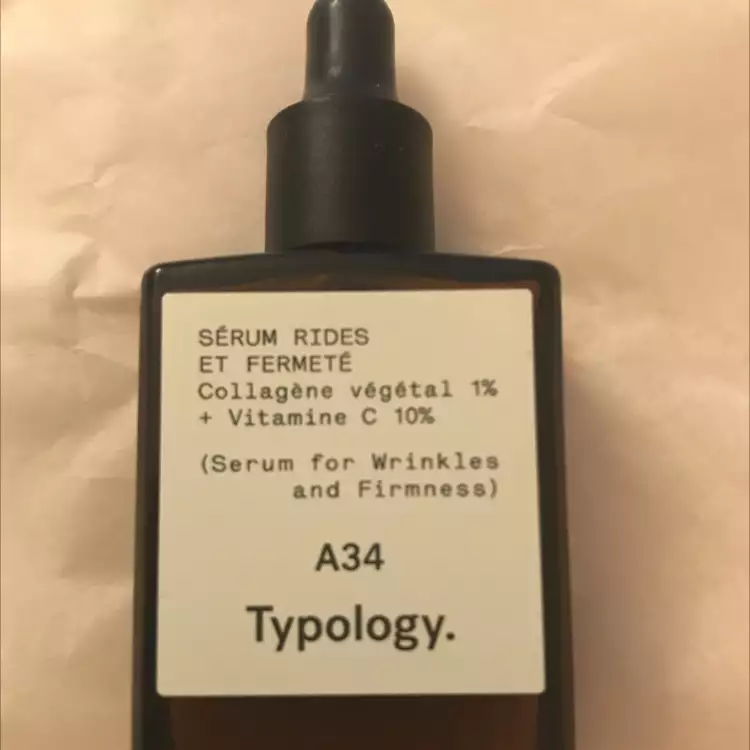 SÉRUM RIDES
ET FERMETÉ
Collagène végétal 1%
+ Vitamine C 10%
(Serum for Wrinkles
and Firmness)
A34
Typology.